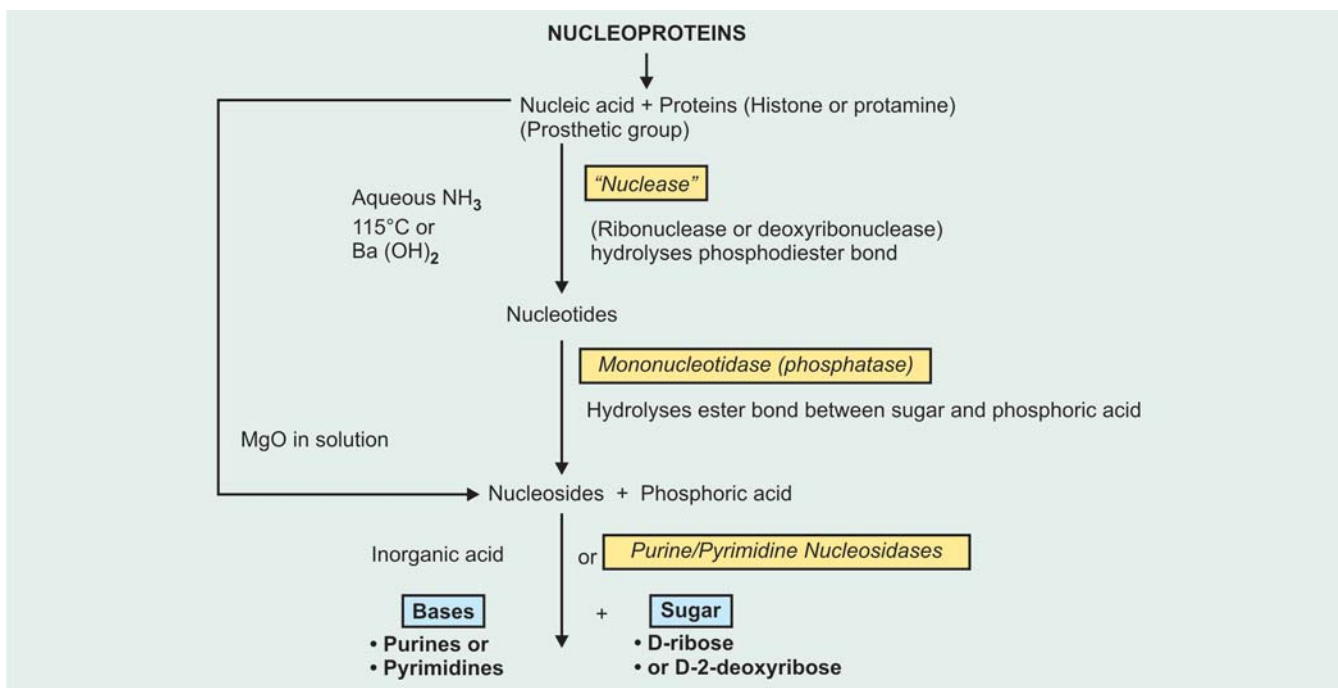 NUCLEOPROTEINS
Nucleic acid + Proteins (Histone or protamine)
(Prosthetic group)
"Nuclease"
Aqueous NH3
115°C or
Ba (OH)2
(Ribonuclease or deoxyribonuclease)
hydrolyses phosphodiester bond
Nucleotides
Mononucleotidase (phosphatase)
Hydrolyses ester bond between sugar and phosphoric acid
MgO in solution
Nucleosides + Phosphoric acid
Inorganic acid or Purine/Pyrimidine Nucleosidases
Bases + Sugar
• Purines or • D-ribose
• Pyrimidines • or D-2-deoxyribose